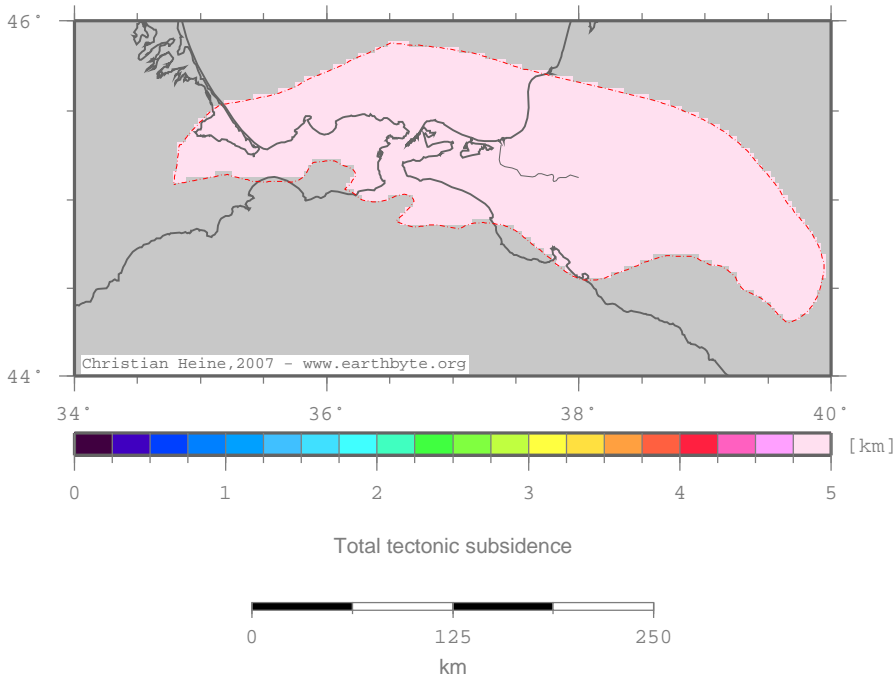 46°
Christian Heine,2007 - www.earthbyte.org
44°
34° 36° 38° 40°
[km]
0 1 2 3 4 5
Total tectonic subsidence
0 125 250
km